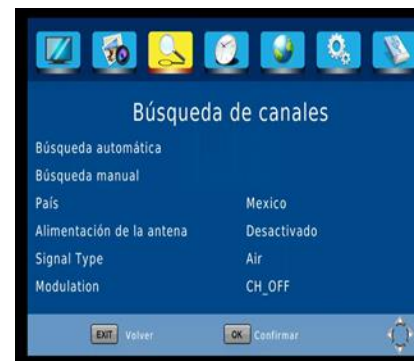 Búsqueda de canales
Búsqueda automática
Búsqueda manual
País Mexico
Alimentación de la antena Desactivado
Signal Type Air
Modulation CH_OFF
EXIT Volver OK Confirmar